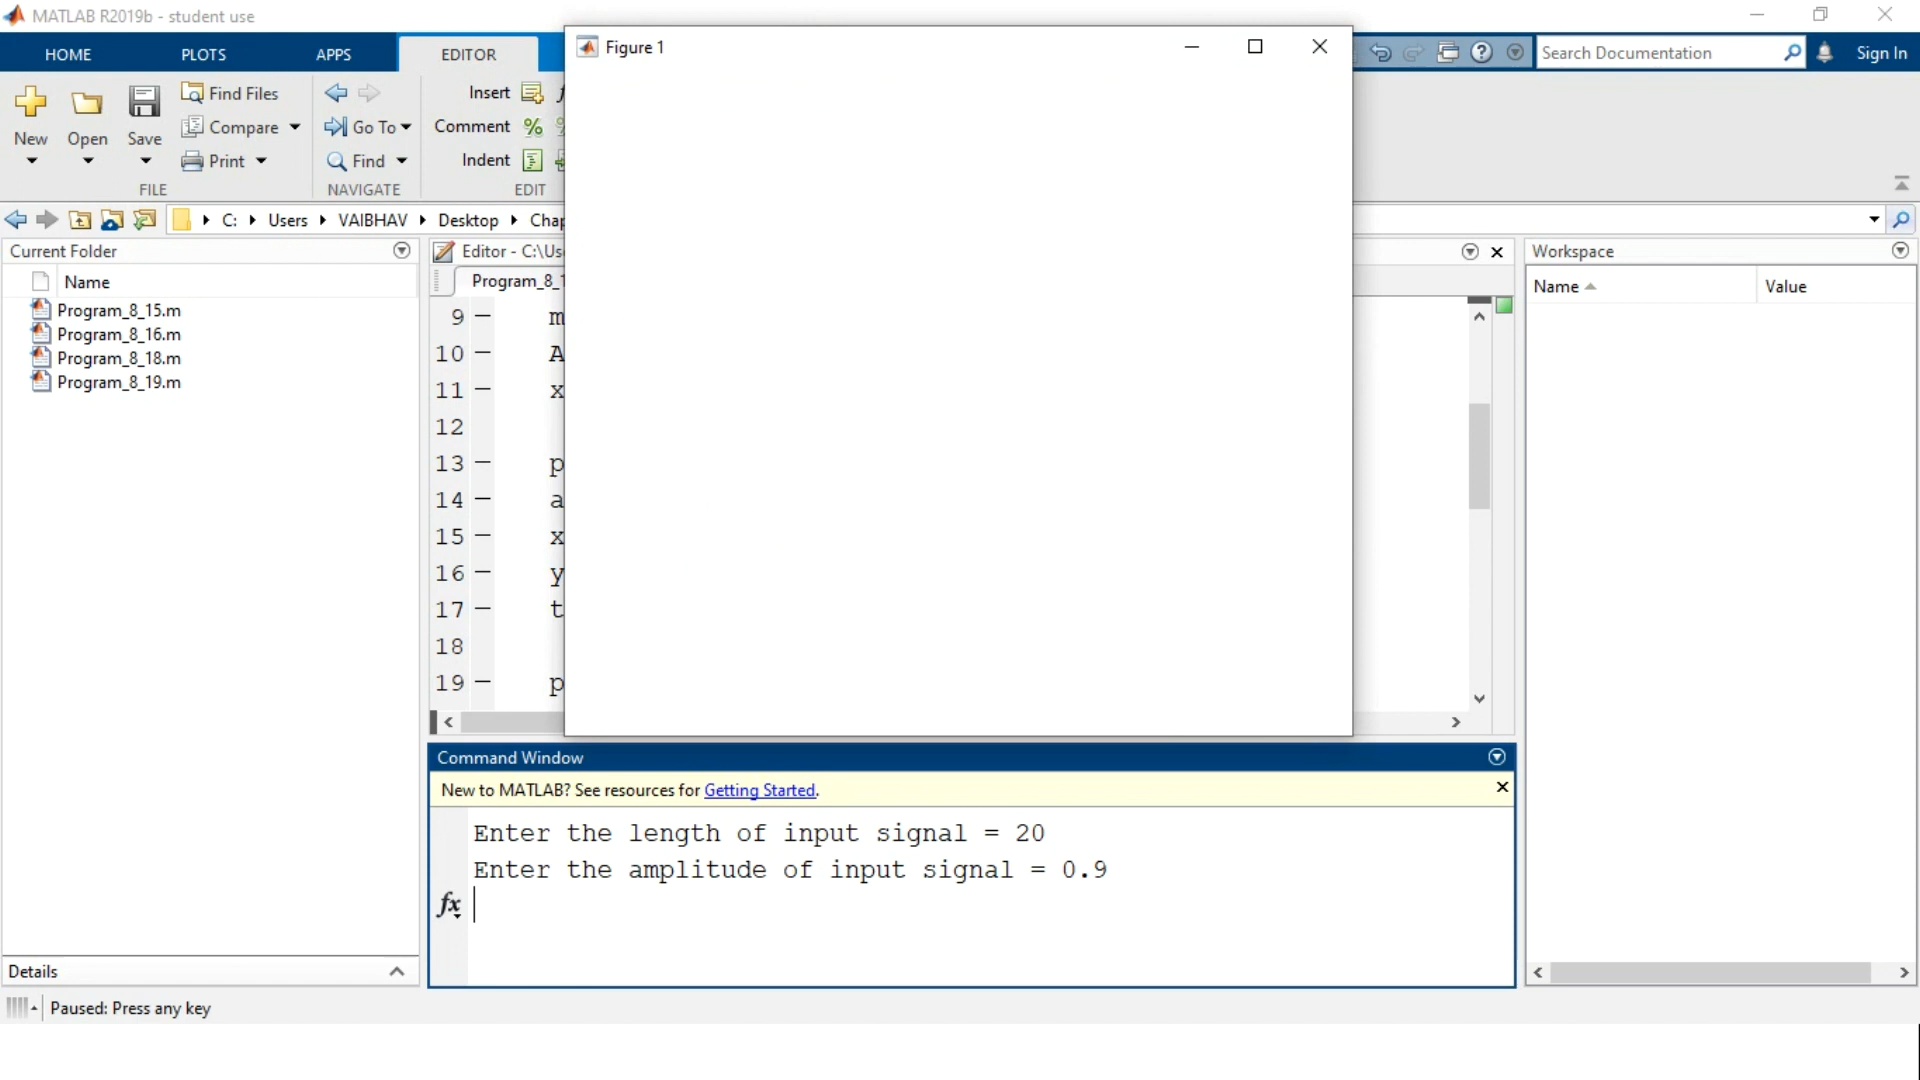 MATLAB R2019b - student use
HOME PLOTS APPS EDITOR
Figure 1
Search Documentation
Sign In
New
Open
Save
Find Files
Compare
Print
Go To
Find
Insert
Comment
Indent
FILE NAVIGATE EDIT
C: Users VAIBHAV Desktop Chap
Current Folder
Name
Program_8_15.m
Program_8_16.m
Program_8_18.m
Program_8_19.m
Editor - C:\Use
Program_8_1
9 – m
10 – A
11 – x
12
13 – p
14 – a
15 – x
16 – y
17 – t
18
19 – p
Workspace
Name Value
Command Window
New to MATLAB? See resources for Getting Started.
Enter the length of input signal = 20
Enter the amplitude of input signal = 0.9
fx
Details
Paused: Press any key